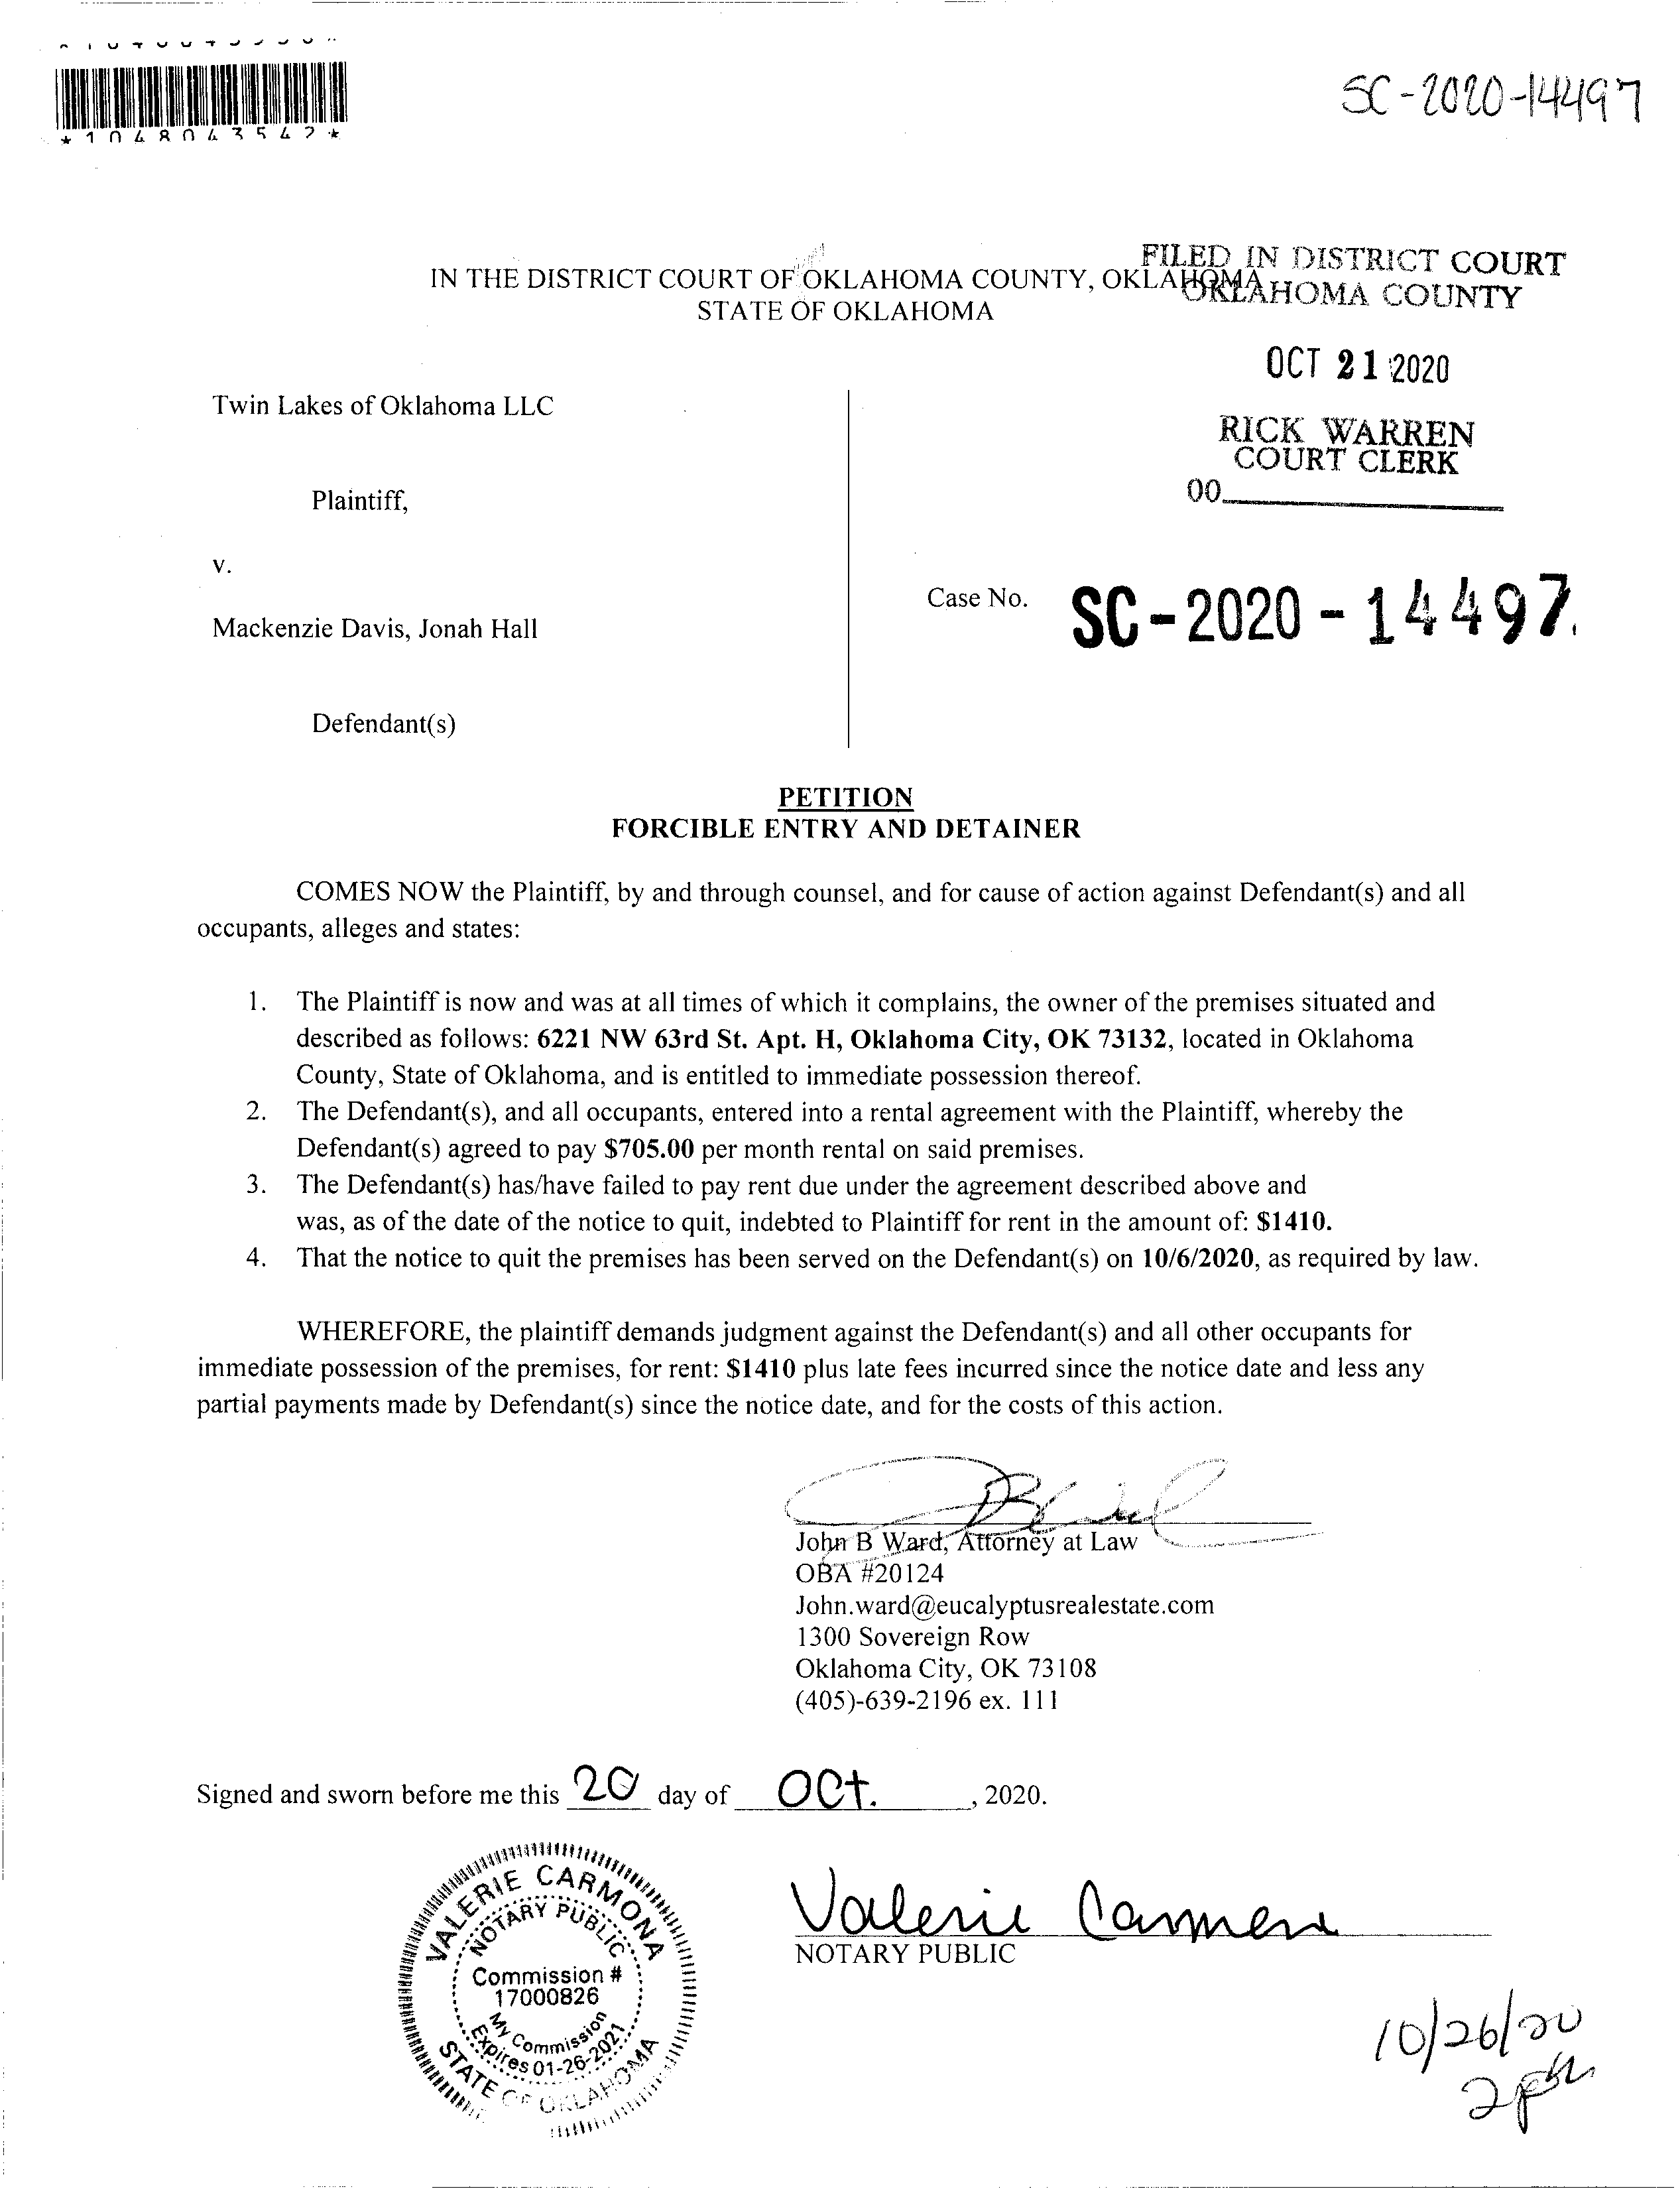 *1048043542*
SC-2020-14497
FILED IN DISTRICT COURT
OKLAHOMA COUNTY
IN THE DISTRICT COURT OF OKLAHOMA COUNTY, OKLAHOMA
STATE OF OKLAHOMA
OCT 21 2020
RICK WARREN
COURT CLERK
00
Twin Lakes of Oklahoma LLC
Plaintiff,
v.
Case No. SC-2020-14497.
Mackenzie Davis, Jonah Hall
Defendant(s)
PETITION
FORCIBLE ENTRY AND DETAINER
COMES NOW the Plaintiff, by and through counsel, and for cause of action against Defendant(s) and all
occupants, alleges and states:
1. The Plaintiff is now and was at all times of which it complains, the owner of the premises situated and
described as follows: 6221 NW 63rd St. Apt. H, Oklahoma City, OK 73132, located in Oklahoma
County, State of Oklahoma, and is entitled to immediate possession thereof.
2. The Defendant(s), and all occupants, entered into a rental agreement with the Plaintiff, whereby the
Defendant(s) agreed to pay $705.00 per month rental on said premises.
3. The Defendant(s) has/have failed to pay rent due under the agreement described above and
was, as of the date of the notice to quit, indebted to Plaintiff for rent in the amount of: $1410.
4. That the notice to quit the premises has been served on the Defendant(s) on 10/6/2020, as required by law.
WHEREFORE, the plaintiff demands judgment against the Defendant(s) and all other occupants for
immediate possession of the premises, for rent: $1410 plus late fees incurred since the notice date and less any
partial payments made by Defendant(s) since the notice date, and for the costs of this action.
John B Ward, Attorney at Law
OBA #20124
John.ward@eucalyptusrealestate.com
1300 Sovereign Row
Oklahoma City, OK 73108
(405)-639-2196 ex. 111
Signed and sworn before me this 20 day of Oct. , 2020.
VALERIE CARMONA
NOTARY PUBLIC
Commission #
17000826
My Commission
Expires 01-26-2021
STATE OF OKLAHOMA
Valerie Carmona
NOTARY PUBLIC
10/26/20
2pm